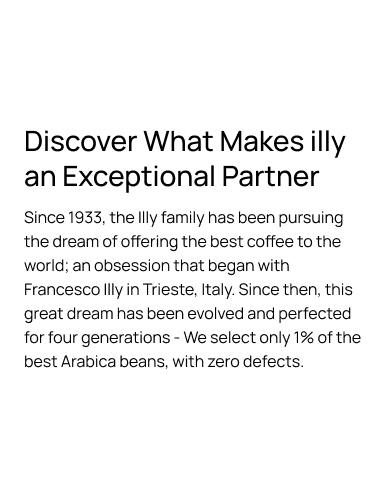 Discover What Makes illy
an Exceptional Partner
Since 1933, the Illy family has been pursuing
the dream of offering the best coffee to the
world; an obsession that began with
Francesco Illy in Trieste, Italy. Since then, this
great dream has been evolved and perfected
for four generations - We select only 1% of the
best Arabica beans, with zero defects.